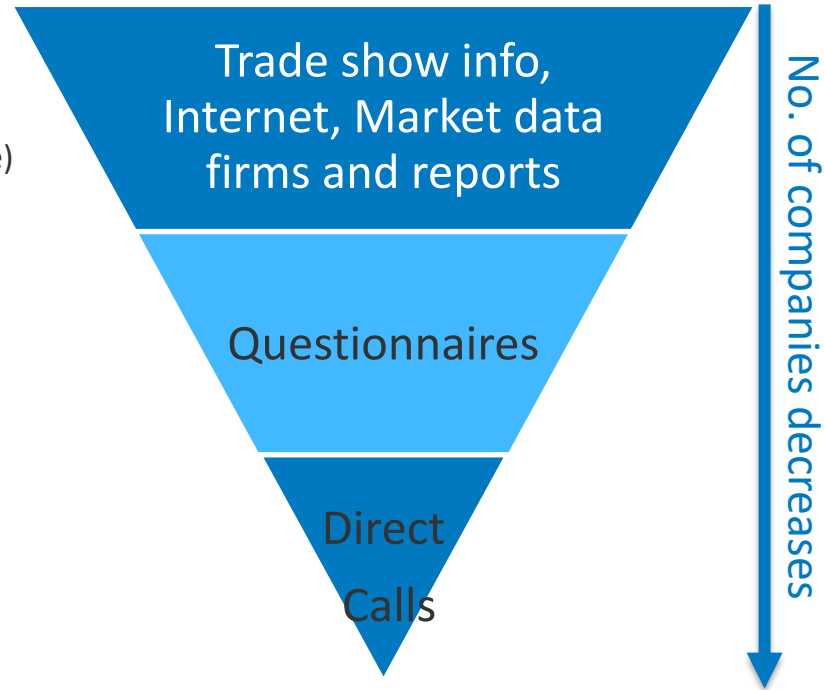 Trade show info,
Internet, Market data
firms and reports
e)
Questionnaires
Direct
Calls
No. of companies decreases